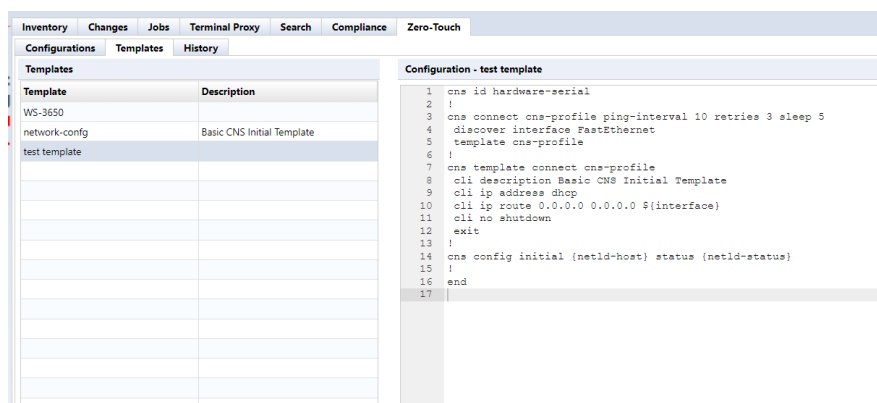 Inventory Changes Jobs Terminal Proxy Search Compliance Zero-Touch
Configurations Templates History
Templates
Template Description
WS-3650
network-confg Basic CNS Initial Template
test template
Configuration - test template
1 cns id hardware-serial
2 !
3 cns connect cns-profile ping-interval 10 retries 3 sleep 5
4 discover interface FastEthernet
5 template cns-profile
6 !
7 cns template connect cns-profile
8 cli description Basic CNS Initial Template
9 cli ip address dhcp
10 cli ip route 0.0.0.0 0.0.0.0 ${interface}
11 cli no shutdown
12 exit
13 !
14 cns config initial {netld-host} status {netld-status}
15 !
16 end
17